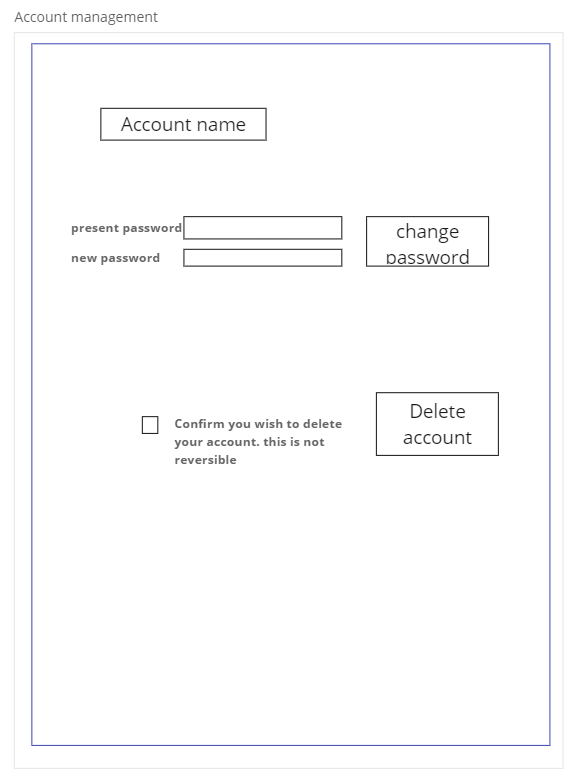 Account management
Account name
present password
change
password
new password
Confirm you wish to delete
your account. this is not
reversible
Delete
account